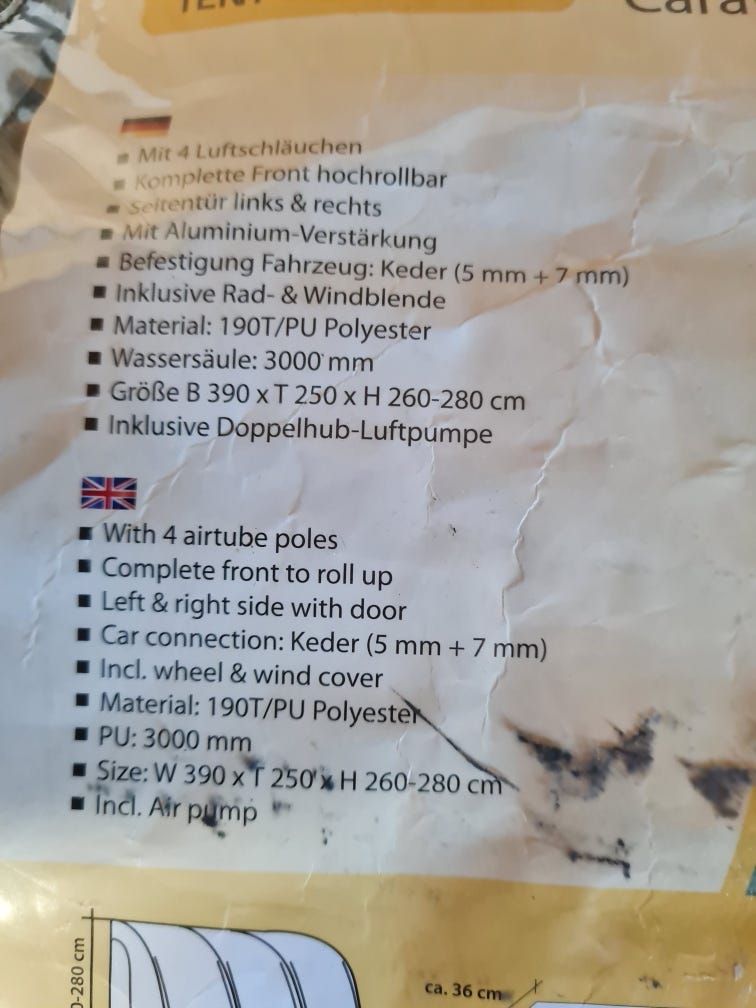 Mit 4 Luftschläuchen
Komplette Front hochrollbar
Seitentür links & rechts
Mit Aluminium-Verstärkung
Befestigung Fahrzeug: Keder (5 mm + 7 mm)
Inklusive Rad- & Windblende
Material: 190T/PU Polyester
Wassersäule: 3000 mm
Größe B 390 x T 250 x H 260-280 cm
Inklusive Doppelhub-Luftpumpe
With 4 airtube poles
Complete front to roll up
Left & right side with door
Car connection: Keder (5 mm + 7 mm)
Incl. wheel & wind cover
Material: 190T/PU Polyester
PU: 3000 mm
Size: W 390 x T 250 x H 260-280 cm
Incl. Air pump
0-280 cm
ca. 36 cm